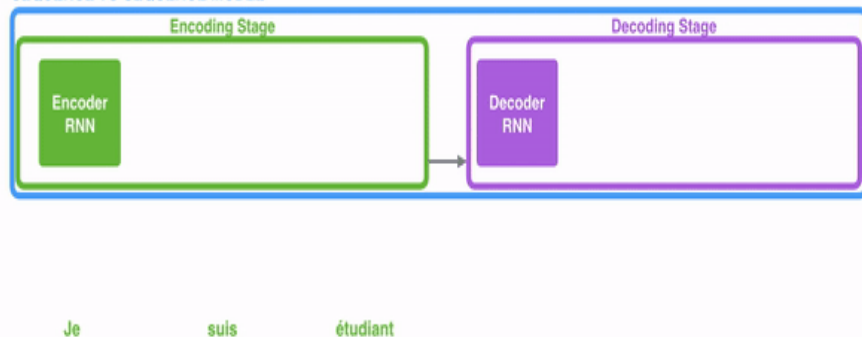 Encoding Stage
Decoding Stage
Encoder
RNN
Decoder
RNN
Je suis étudiant